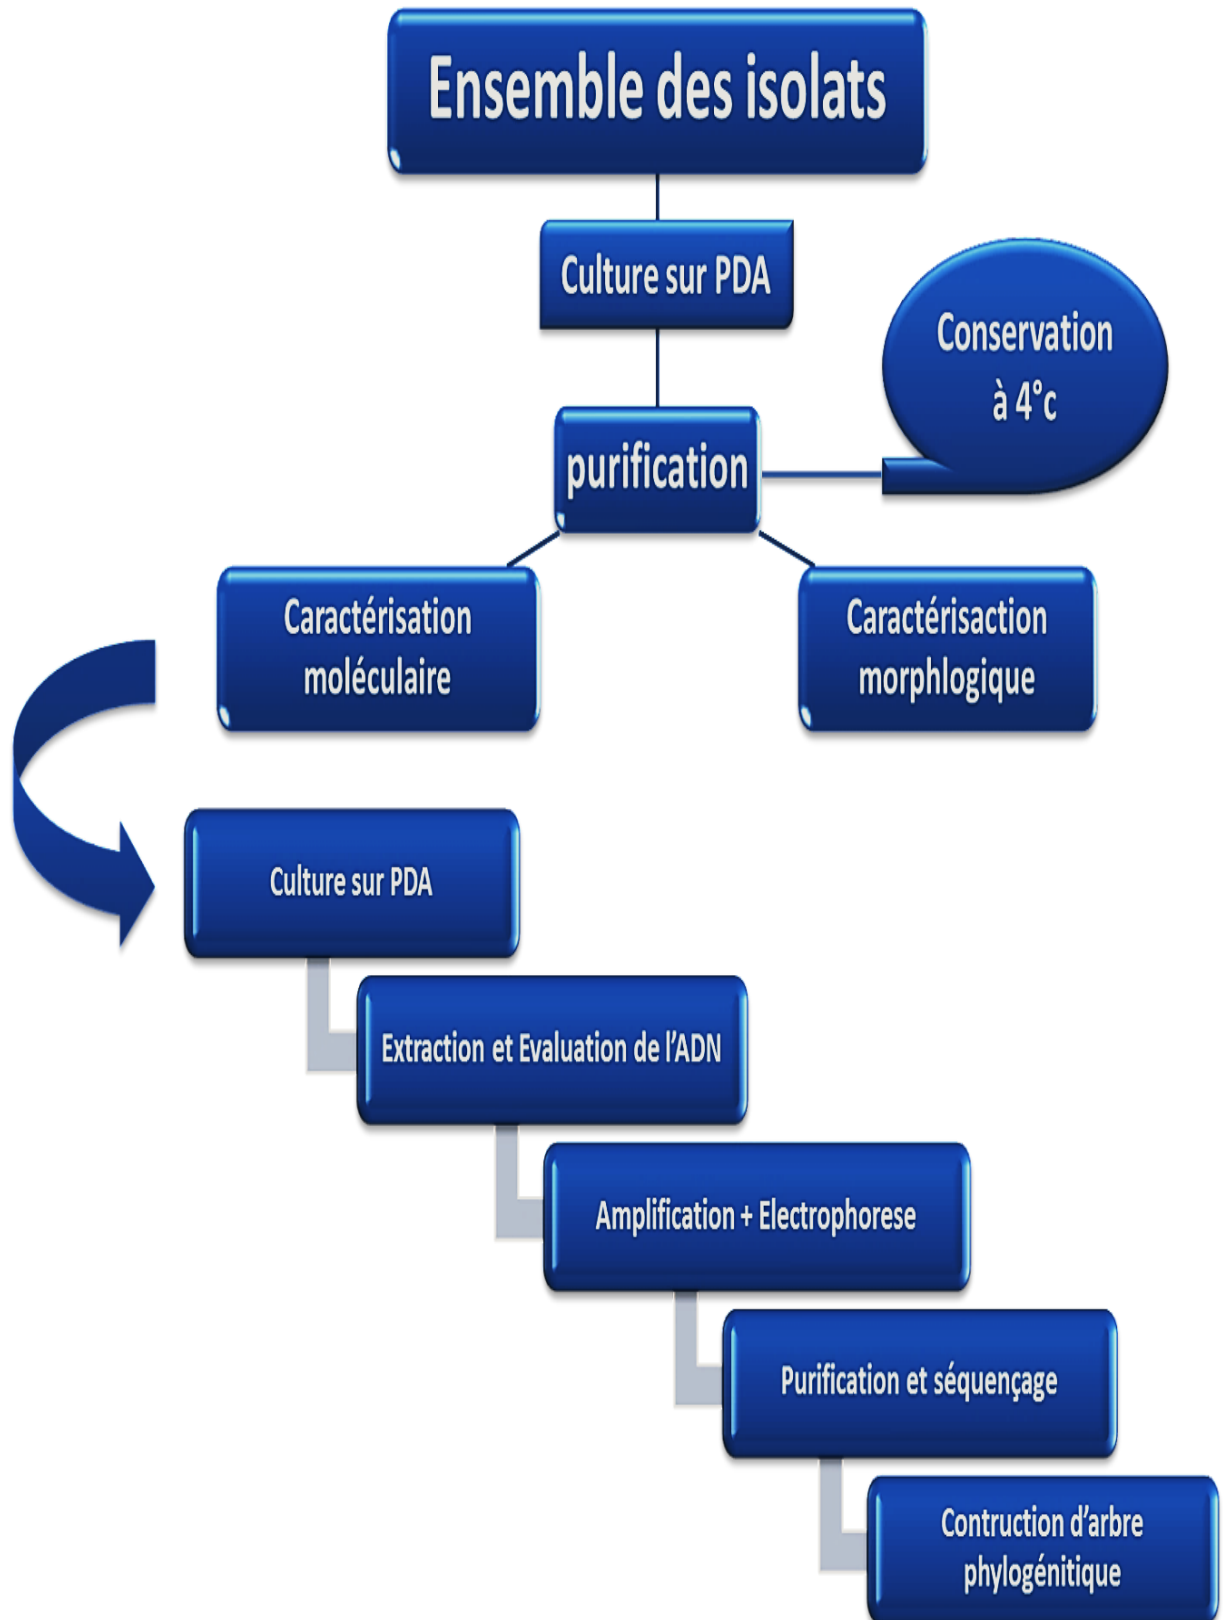 Ensemble des isolats
Culture sur PDA
Conservation
à 4°c
purification
Caractérisation
moléculaire
Caractérisaction
morphlogique
Culture sur PDA
Extraction et Evaluation de l'ADN
Amplification + Electrophorese
Purification et séquençage
Contruction d'arbre
phylogénitique